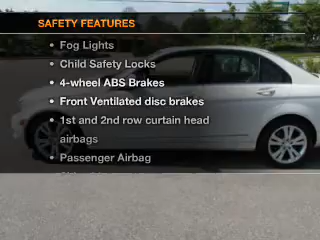 SAFETY FEATURES
• Fog Lights
• Child Safety Locks
• 4-wheel ABS Brakes
• Front Ventilated disc brakes
• 1st and 2nd row curtain head
airbags
• Passenger Airbag